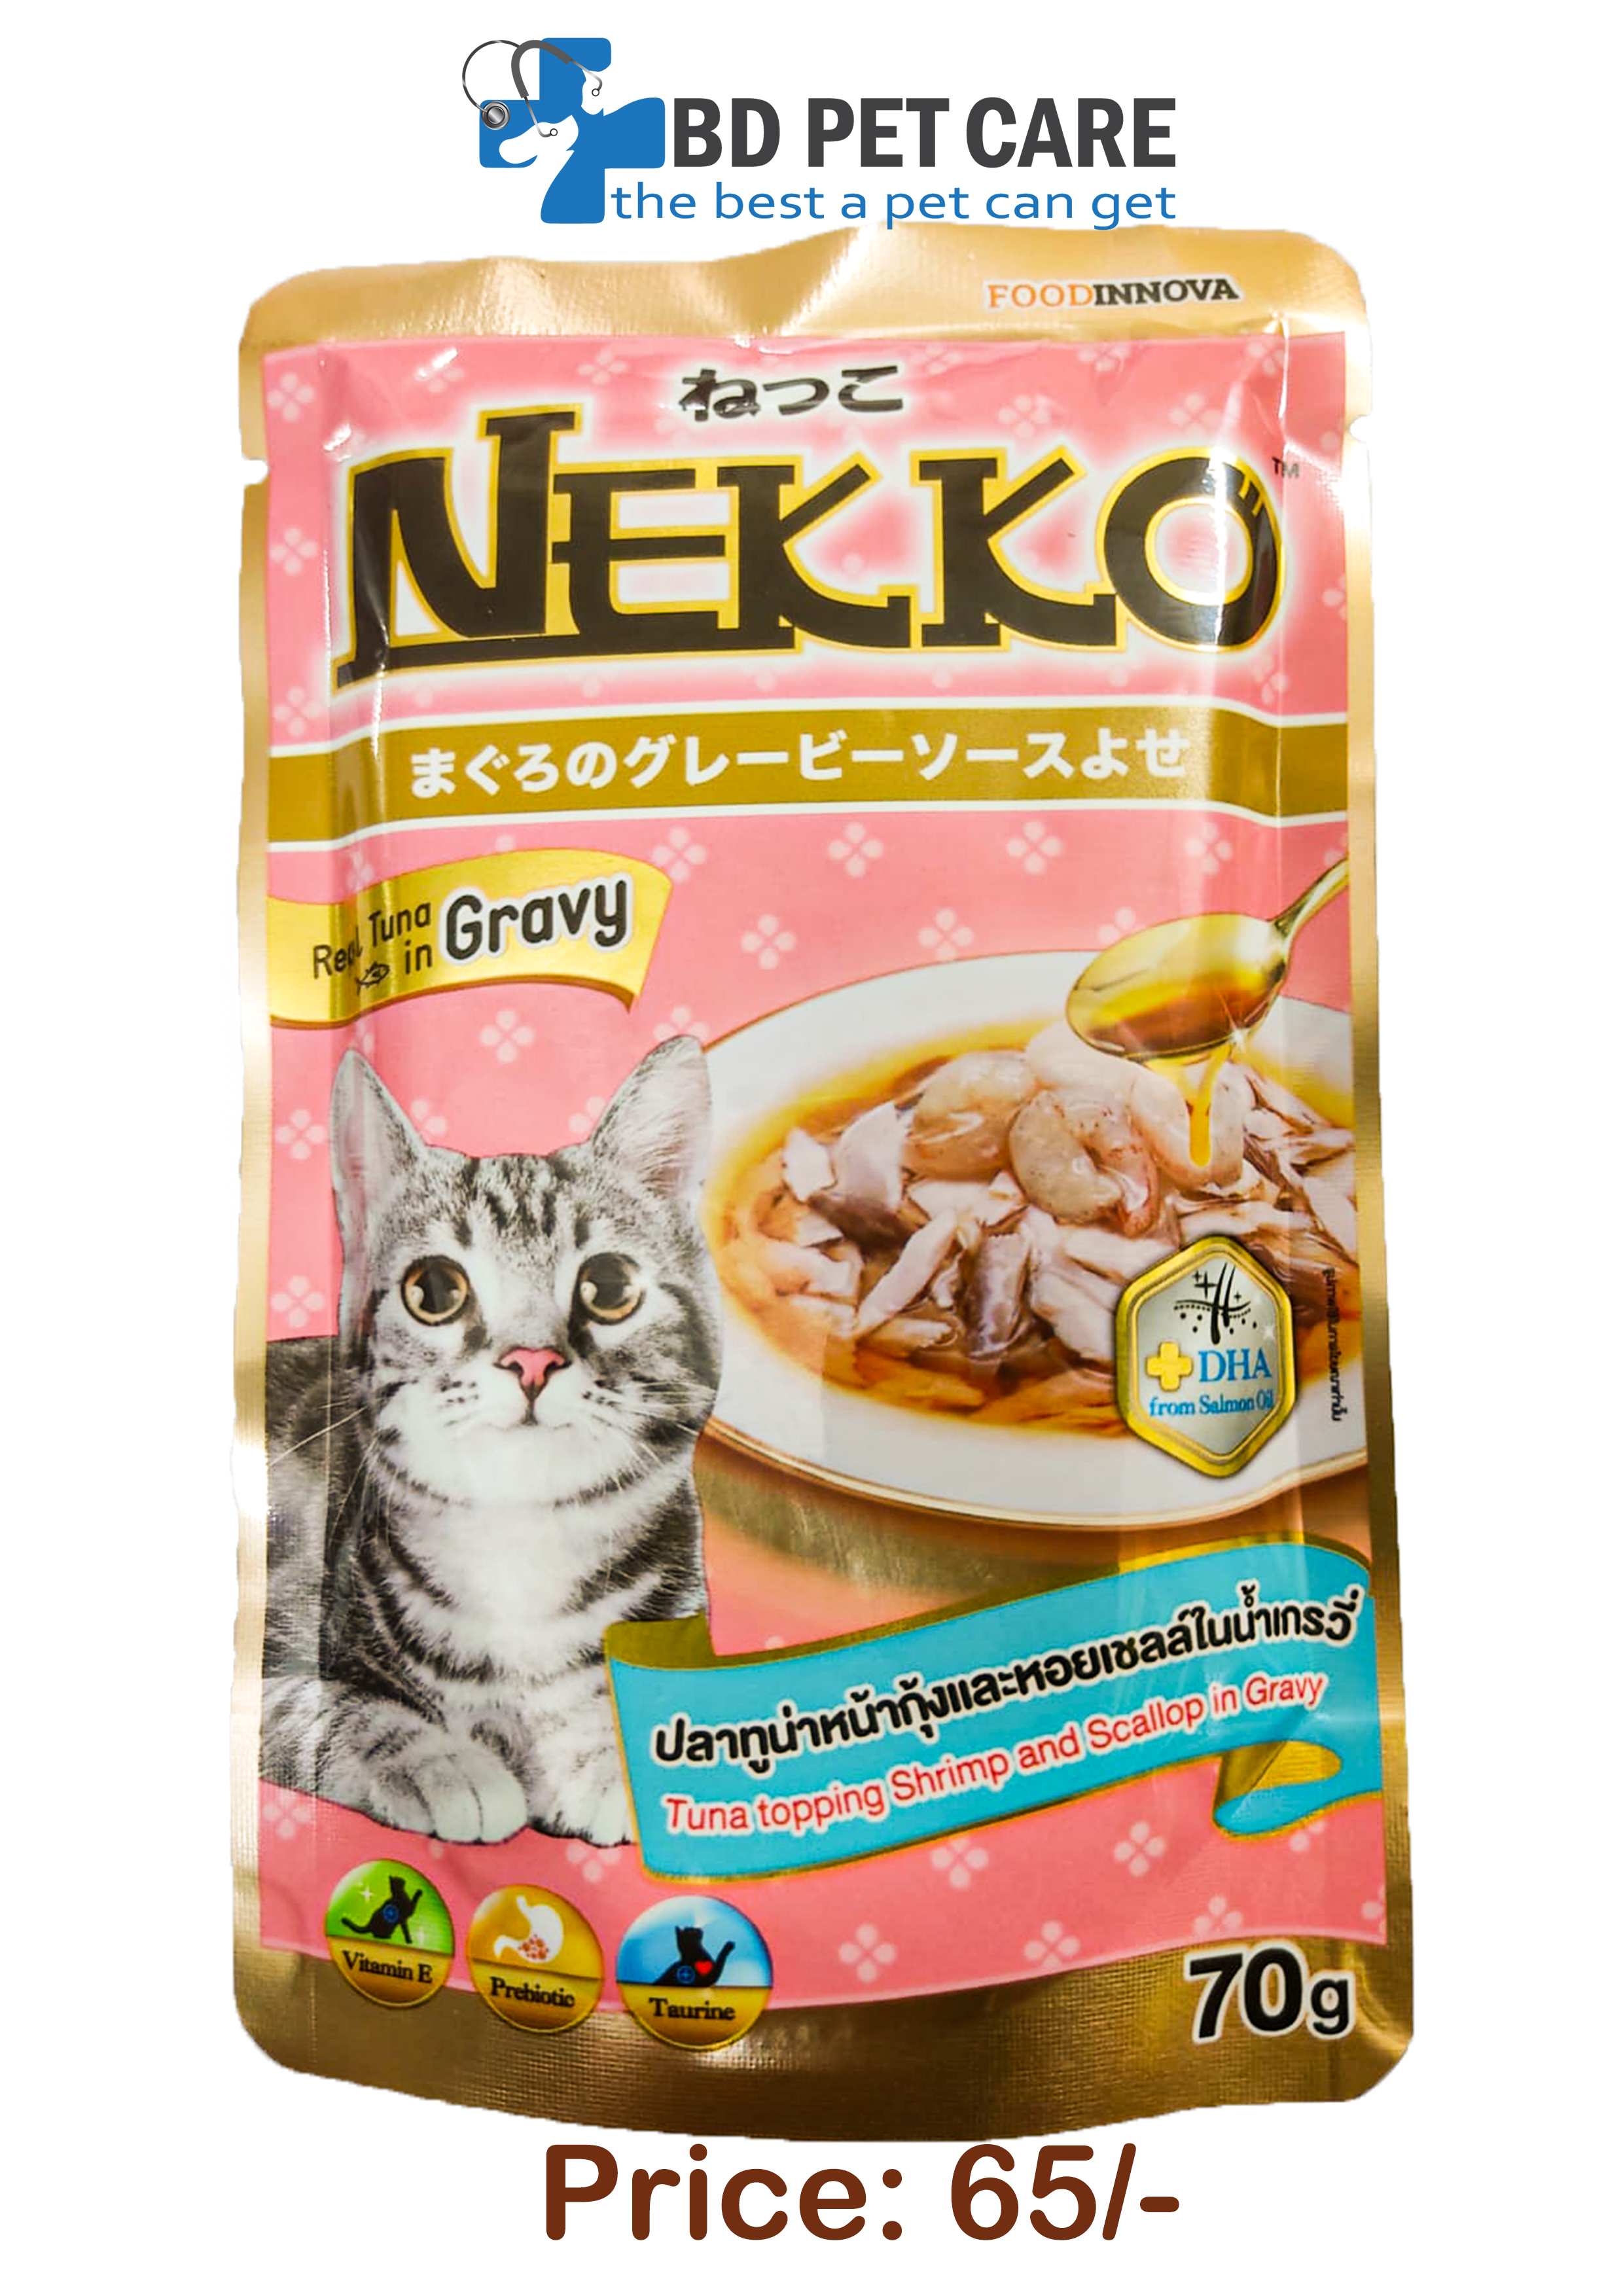 BD PET CARE
the best a pet can get
FOODINNOVA
ねっこ
NEKKO™
まぐろのグレービーソースよせ
Real Tuna
in Gravy
+ DHA
from Salmon Oil
ปลาทูน่าหน้ากุ้งและหอยเชลล์ในน้ำเกรวี่
Tuna topping Shrimp and Scallop in Gravy
Vitamin E
Prebiotic
Taurine
70g
Price: 65/-